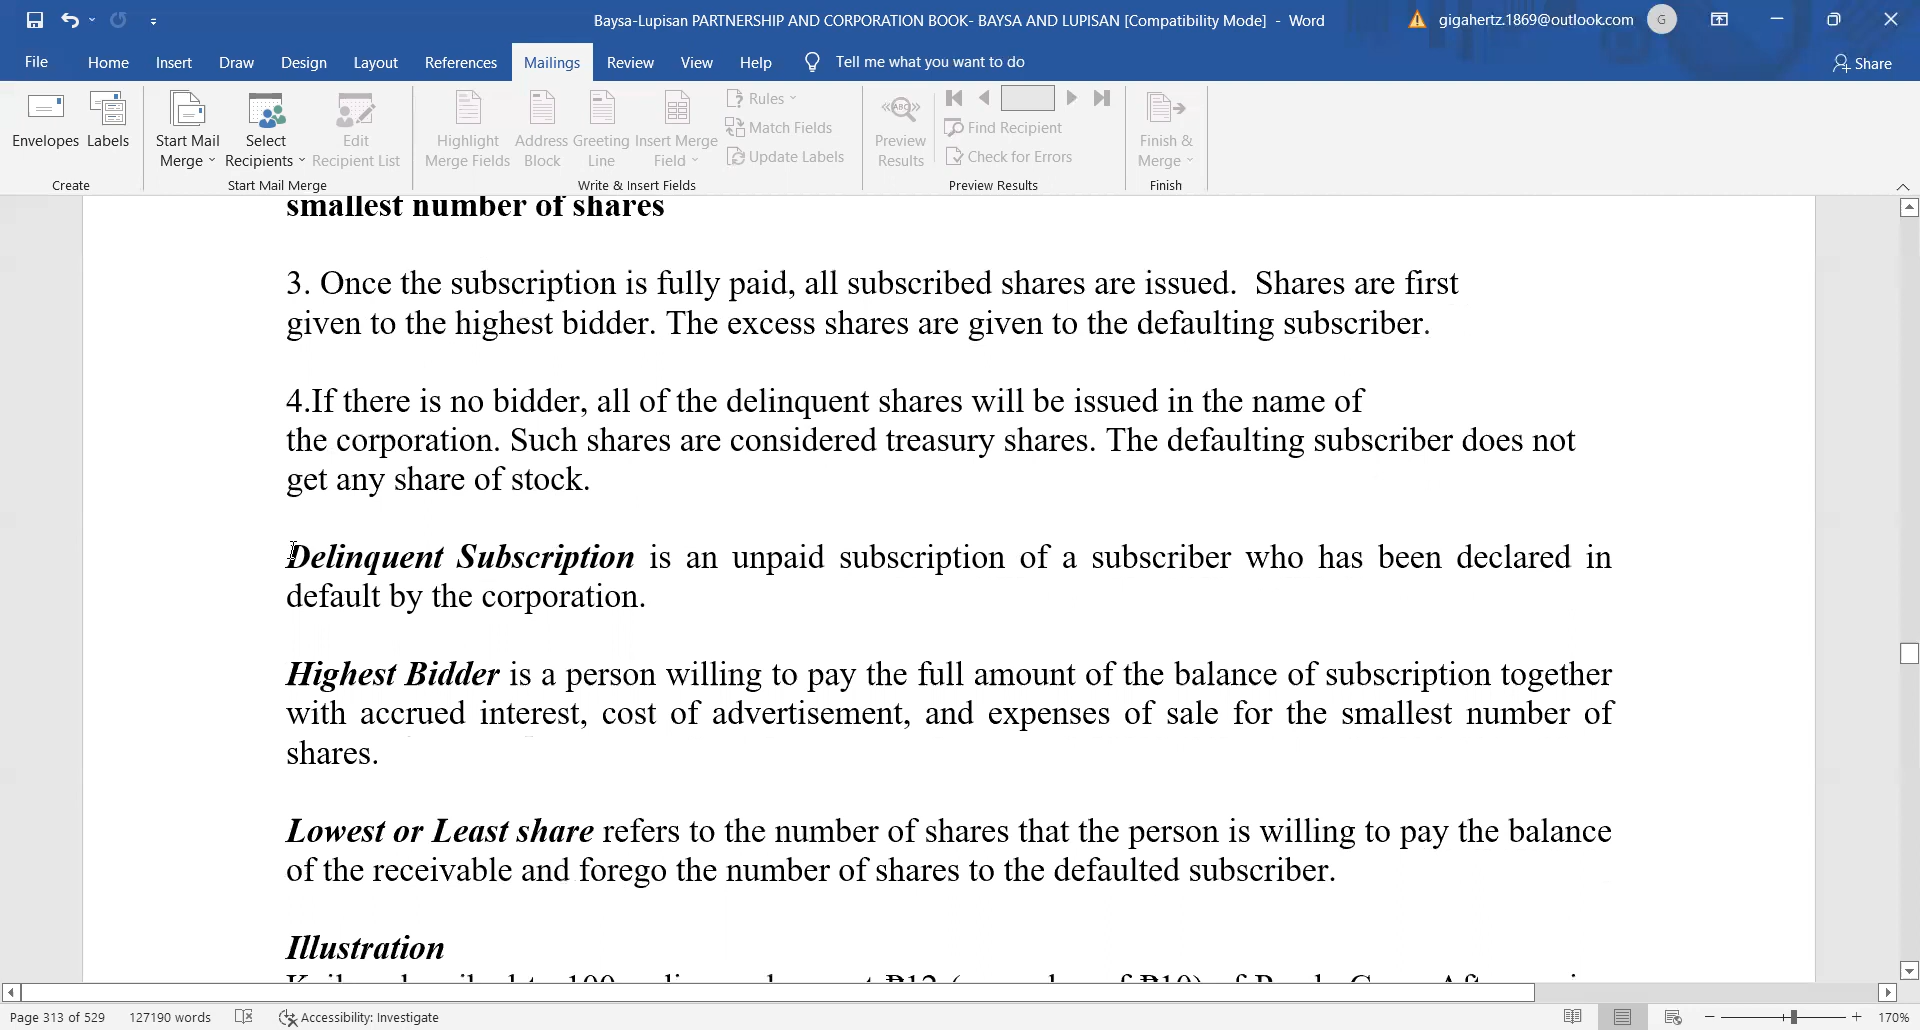 Baysa-Lupisan PARTNERSHIP AND CORPORATION BOOK- BAYSA AND LUPISAN [Compatibility Mode] - Word
gigahertz.1869@outlook.com
G
File Home Insert Draw Design Layout References Mailings Review View Help Tell me what you want to do
Share
Envelopes Labels
Start Mail Merge
Select Recipients
Edit Recipient List
Highlight Merge Fields
Address Block
Greeting Line
Insert Merge Field
Rules
Match Fields
Update Labels
ABC
Preview Results
Find Recipient
Check for Errors
Finish & Merge
Create
Start Mail Merge
Write & Insert Fields
Preview Results
Finish
smallest number of shares
3. Once the subscription is fully paid, all subscribed shares are issued. Shares are first
given to the highest bidder. The excess shares are given to the defaulting subscriber.
4.If there is no bidder, all of the delinquent shares will be issued in the name of
the corporation. Such shares are considered treasury shares. The defaulting subscriber does not
get any share of stock.
Delinquent Subscription is an unpaid subscription of a subscriber who has been declared in
default by the corporation.
Highest Bidder is a person willing to pay the full amount of the balance of subscription together
with accrued interest, cost of advertisement, and expenses of sale for the smallest number of
shares.
Lowest or Least share refers to the number of shares that the person is willing to pay the balance
of the receivable and forego the number of shares to the defaulted subscriber.
Illustration
Page 313 of 529 127190 words Accessibility: Investigate
170%